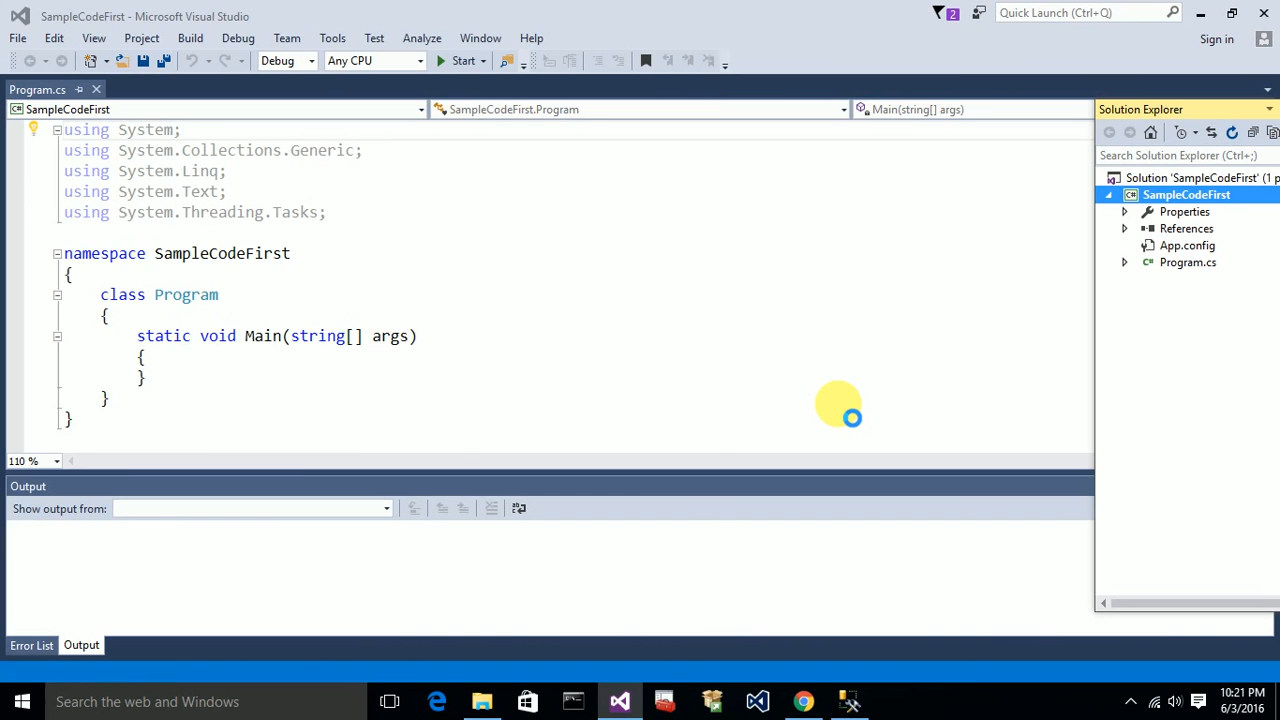 SampleCodeFirst - Microsoft Visual Studio
2
Quick Launch (Ctrl+Q)
File Edit View Project Build Debug Team Tools Test Analyze Window Help
Sign in
Debug Any CPU Start
Program.cs
SampleCodeFirst SampleCodeFirst.Program Main(string[] args)
using System;
using System.Collections.Generic;
using System.Linq;
using System.Text;
using System.Threading.Tasks;
namespace SampleCodeFirst
{
class Program
{
static void Main(string[] args)
{
}
}
}
110 %
Solution Explorer
Search Solution Explorer (Ctrl+;)
Solution 'SampleCodeFirst' (1 p
C# SampleCodeFirst
Properties
References
App.config
C# Program.cs
Output
Show output from:
Error List Output
Search the web and Windows
10:21 PM
6/3/2016